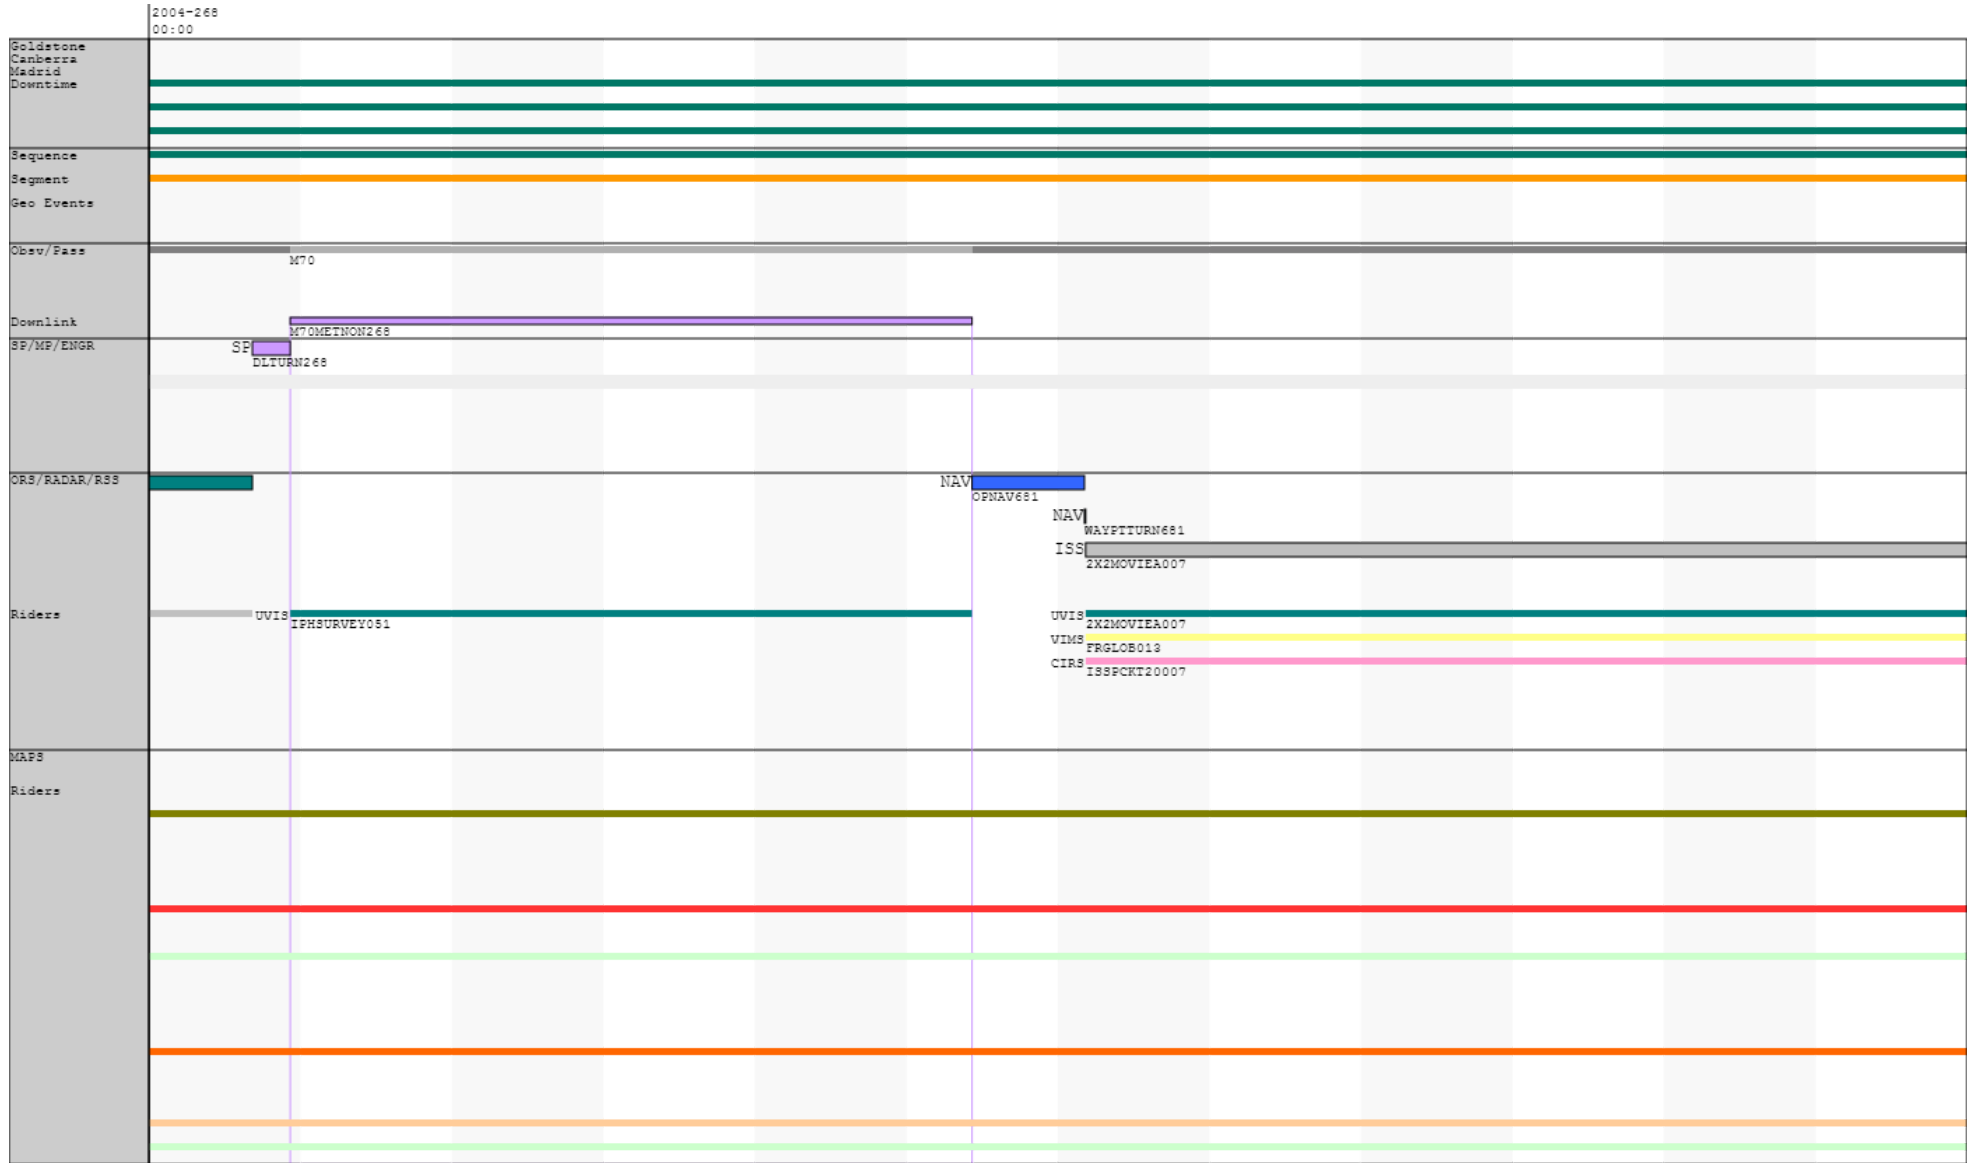 2004-268
00:00
Goldstone
Canberra
Madrid
Downtime
Sequence
Segment
Geo Events
Obsv/Pass
M70
Downlink
M70METNON268
SP/MP/ENGR
SP
DLTURN268
ORS/RADAR/RSS
NAV
OPNAV681
NAV
WAYPTTURN681
ISS
2X2MOVIEA007
Riders
UVIS
IPHSURVEY051
UVIS
2X2MOVIEA007
VIMS
FRGLOB013
CIRS
ISSPCKT20007
MAPS
Riders